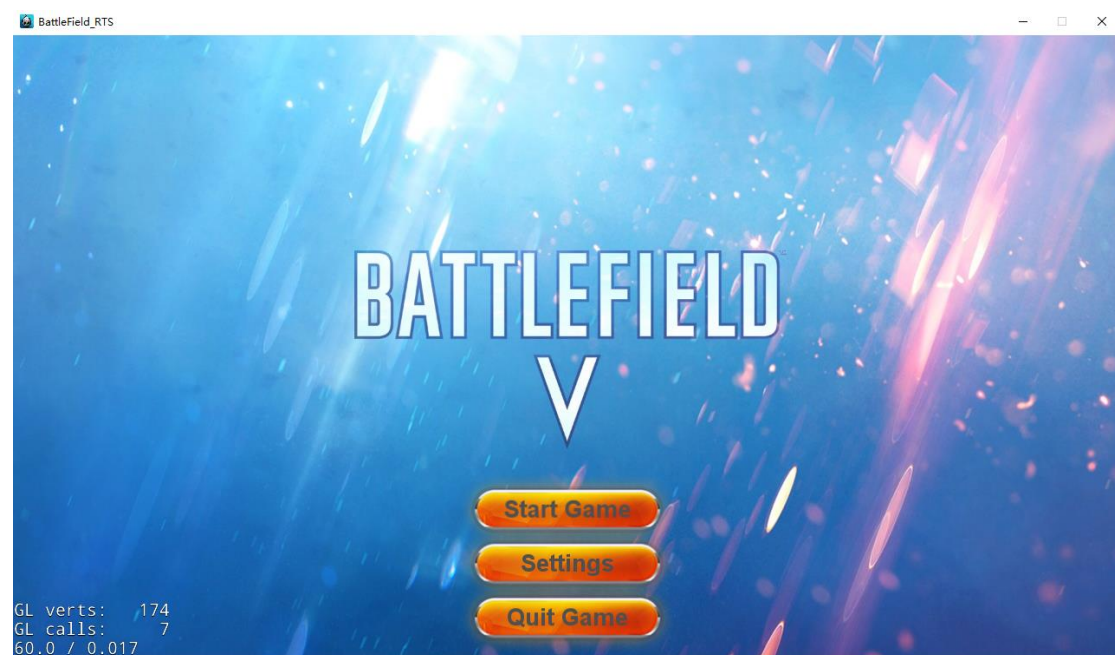 BattleField_RTS
BATTLEFIELD
V
Start Game
Settings
Quit Game
GL verts: 174
GL calls: 7
60.0 / 0.017